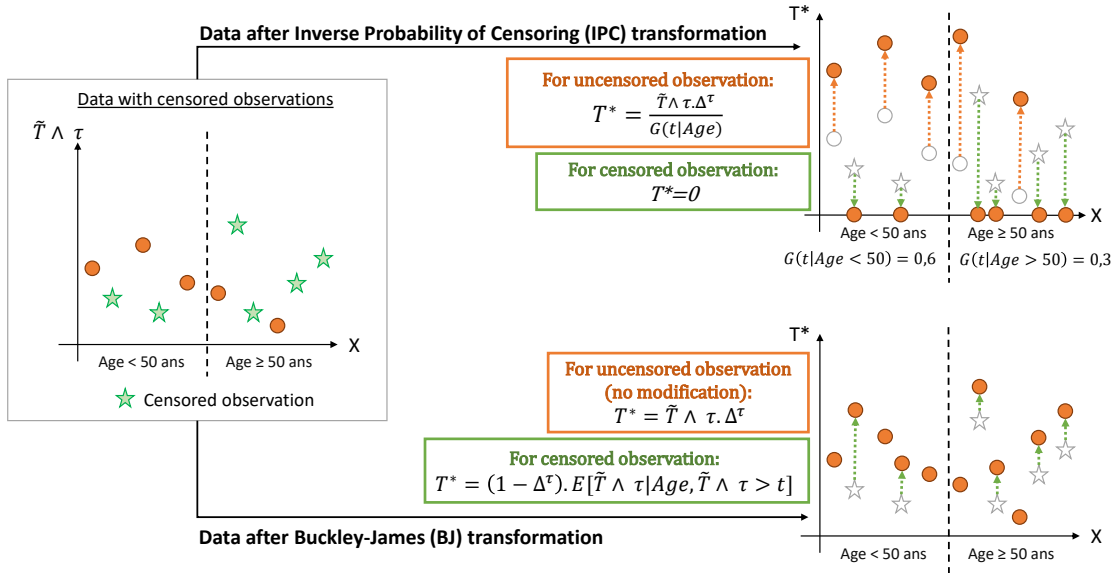 Data after Inverse Probability of Censoring (IPC) transformation
Data with censored observations
T̃ ∧ τ
X
Age < 50 ans
Age ≥ 50 ans
Censored observation
For uncensored observation:
T* = T̃∧ τ.Δ^τ / G(t|Age)
For censored observation:
T*=0
T*
X
Age < 50 ans
Age ≥ 50 ans
G(t|Age < 50) = 0,6
G(t|Age > 50) = 0,3
For uncensored observation
(no modification):
T* = T̃ ∧ τ.Δ^τ
For censored observation:
T* = (1 − Δ^τ).E[T̃ ∧ τ|Age, T̃ ∧ τ > t]
Data after Buckley-James (BJ) transformation
T*
X
Age < 50 ans
Age ≥ 50 ans